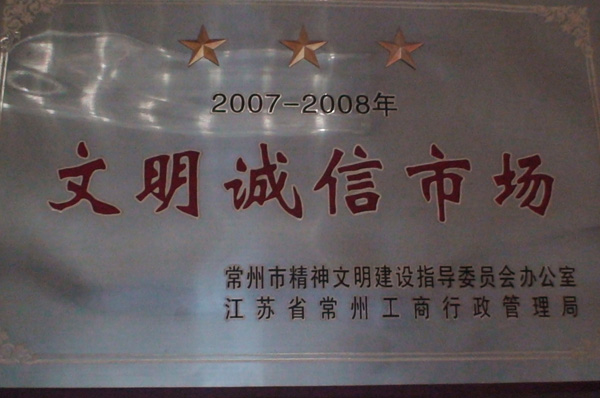 2007-2008年
文明诚信市场
常州市精神文明建设指导委员会办公室
江苏省常州工商行政管理局